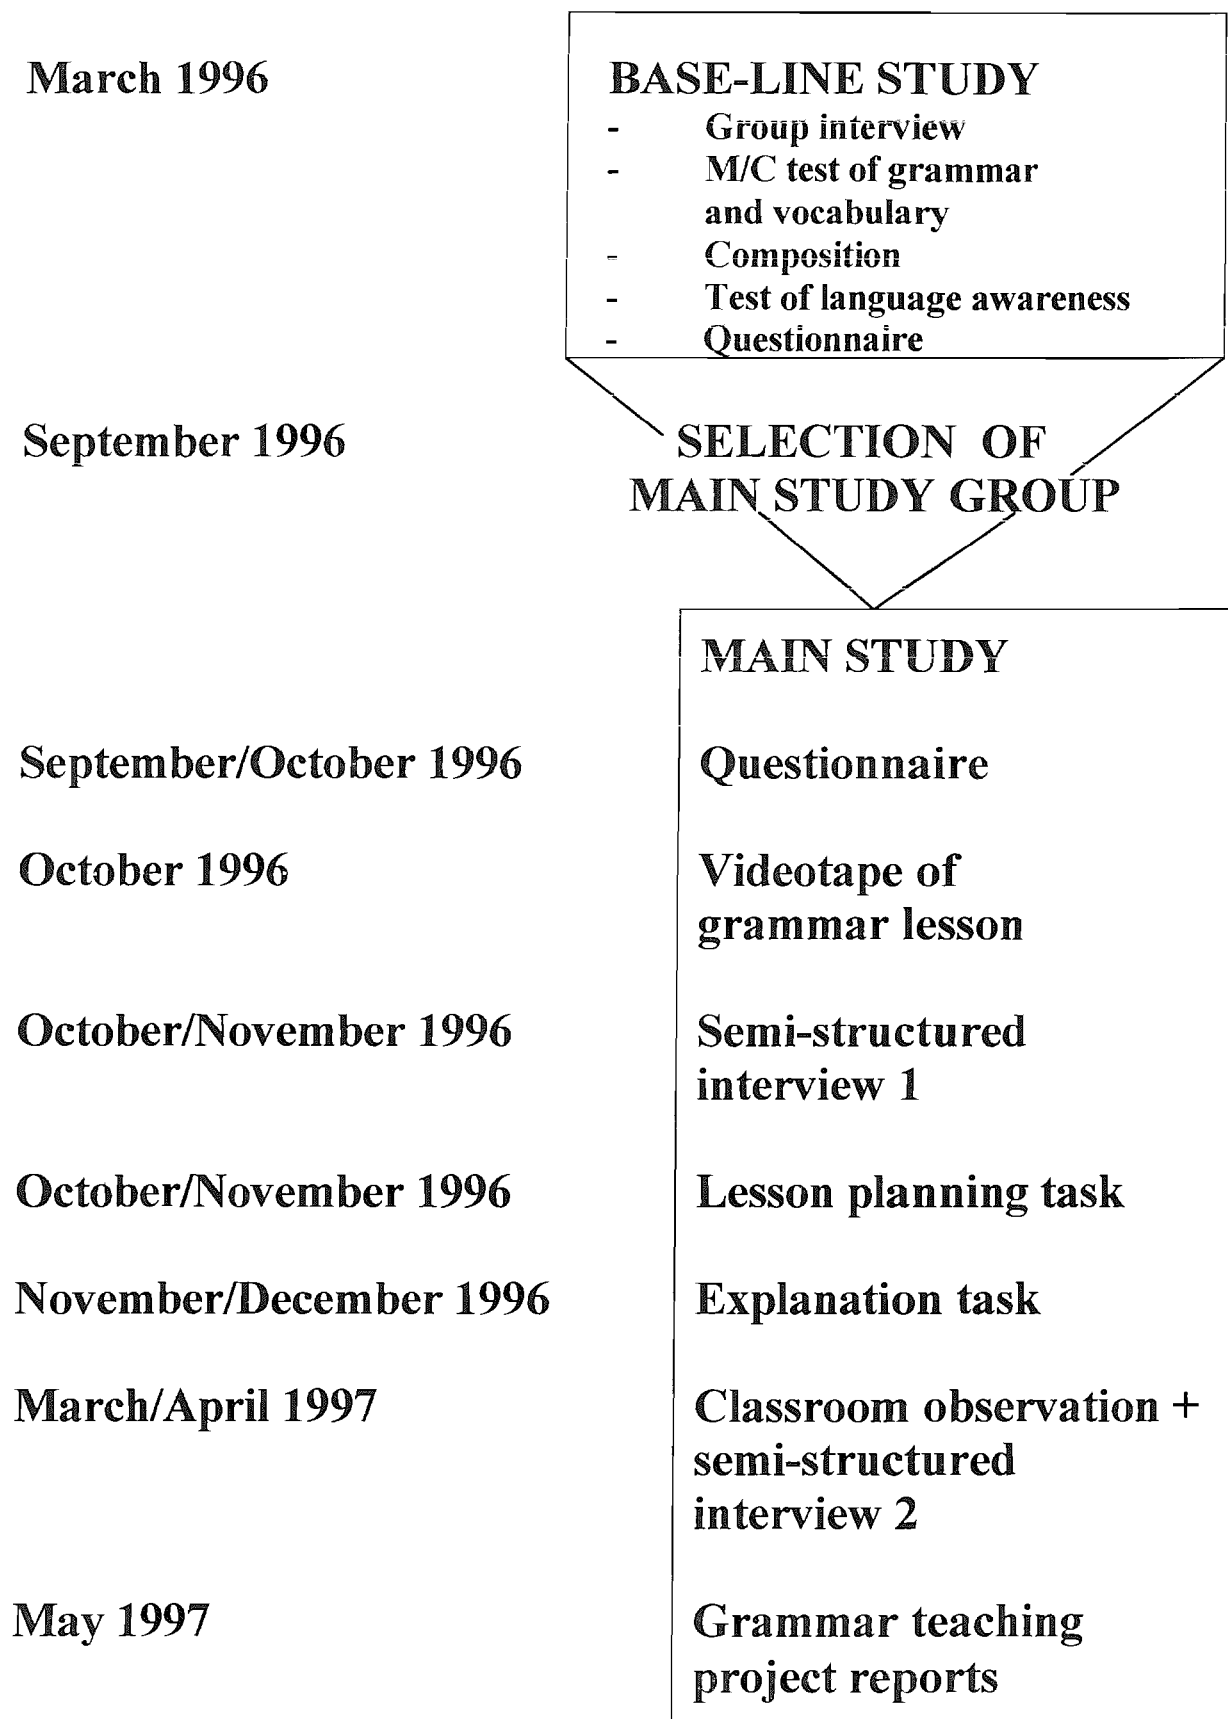 March 1996
BASE-LINE STUDY
- Group interview
- M/C test of grammar
and vocabulary
- Composition
- Test of language awareness
- Questionnaire
September 1996
SELECTION OF
MAIN STUDY GROUP
MAIN STUDY
September/October 1996
Questionnaire
October 1996
Videotape of
grammar lesson
October/November 1996
Semi-structured
interview 1
October/November 1996
Lesson planning task
November/December 1996
Explanation task
March/April 1997
Classroom observation +
semi-structured
interview 2
May 1997
Grammar teaching
project reports